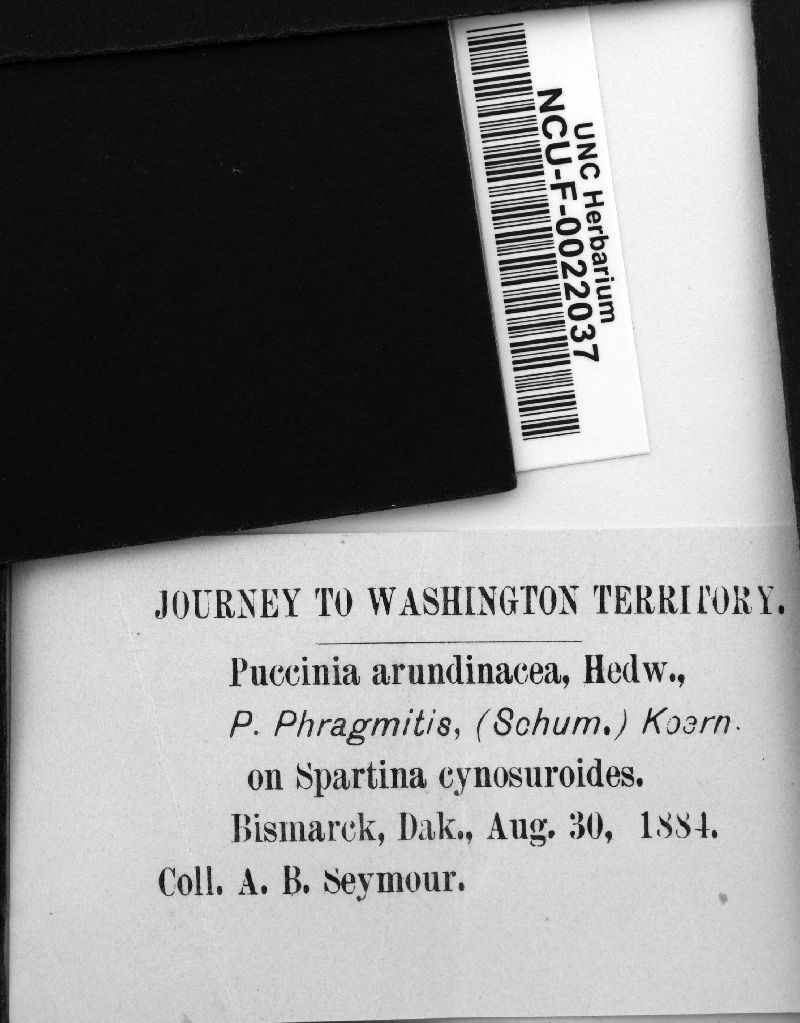 UNC Herbarium
NCU-F-0022037
JOURNEY TO WASHINGTON TERRITORY.
Puccinia arundinacea, Hedw.,
P. Phragmitis, (Schum.) Koern.
on Spartina cynosuroides.
Bismarck, Dak., Aug. 30, 1884.
Coll. A. B. Seymour.